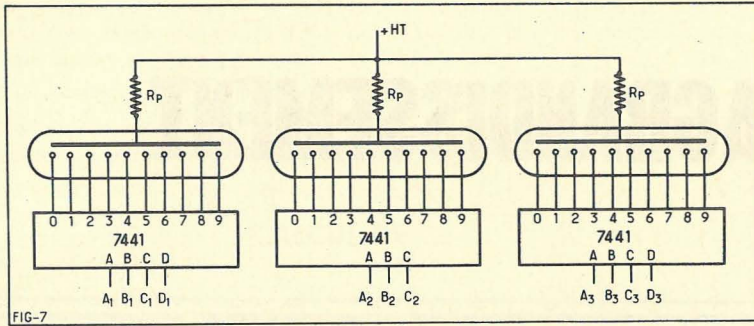 +HT
RP RP RP
0 1 2 3 4 5 6 7 8 9 0 1 2 3 4 5 6 7 8 9 0 1 2 3 4 5 6 7 8 9
7441 7441 7441
A B C D A B C A B C D
A1 B1 C1 D1 A2 B2 C2 A3 B3 C3 D3
FIG-7